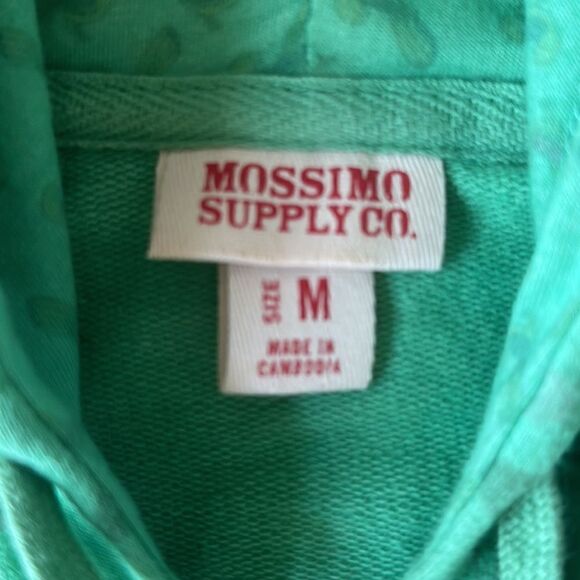 MOSSIMO
SUPPLY CO.
SIZE M
MADE IN
CAMBODIA